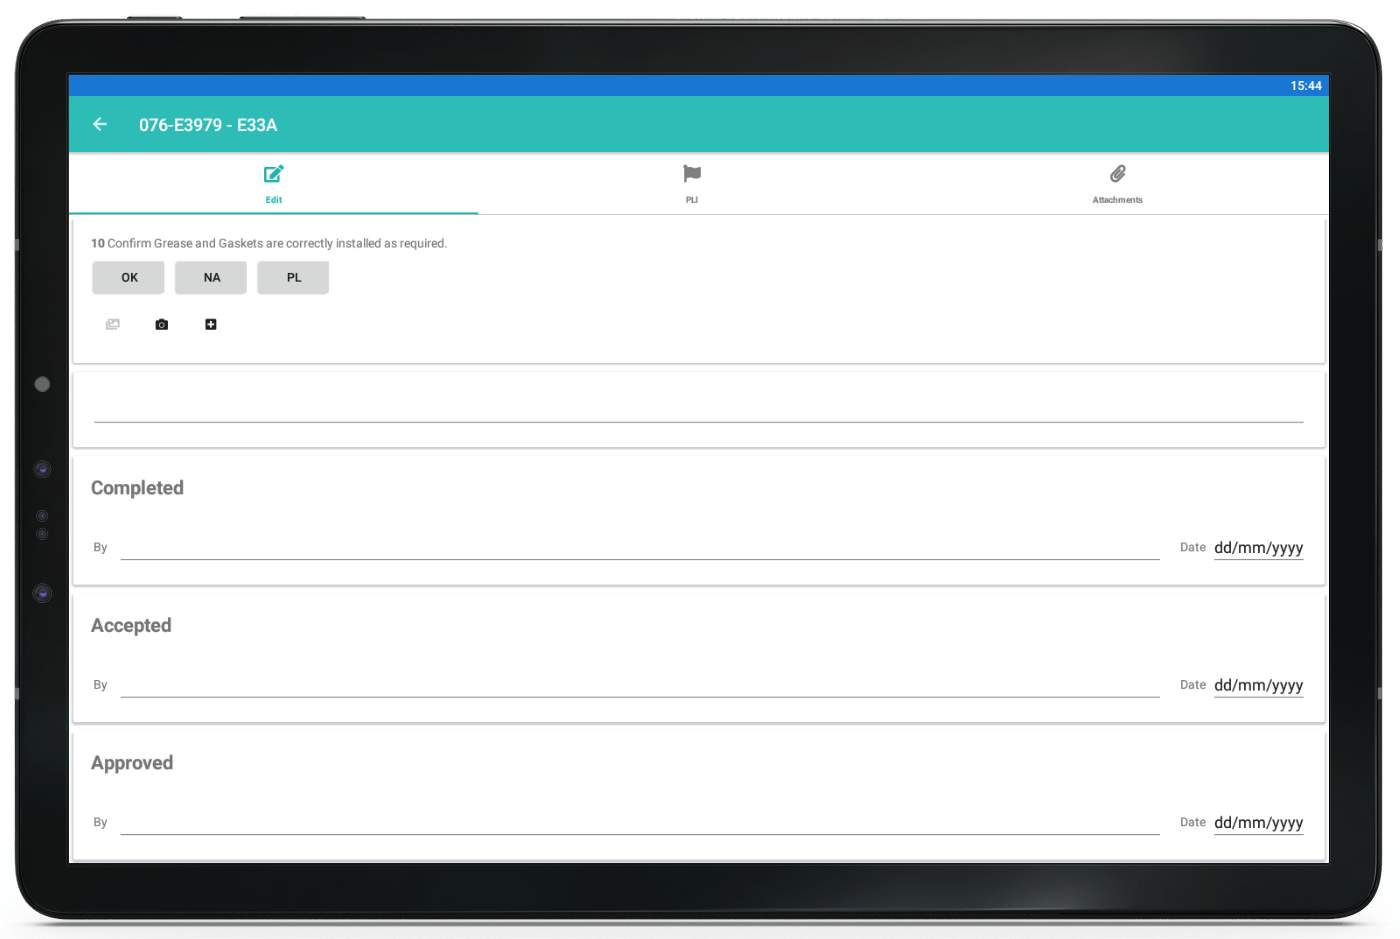 15:44
076-E3979 - E33A
Edit PLI Attachments
10 Confirm Grease and Gaskets are correctly installed as required.
OK NA PL
Completed
By Date dd/mm/yyyy
Accepted
By Date dd/mm/yyyy
Approved
By Date dd/mm/yyyy